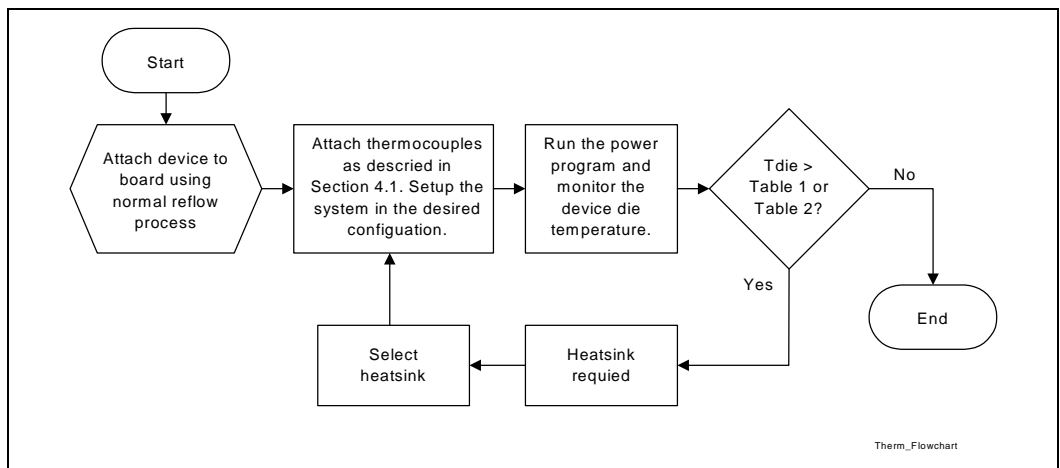 Start
Attach device to
board using
normal reflow
process
Attach thermocouples
as descried in
Section 4.1. Setup the
system in the desired
configuation.
Run the power
program and
monitor the
device die
temperature.
Tdie >
Table 1 or
Table 2?
No
Yes
End
Heatsink
requied
Select
heatsink
Therm_Flowchart